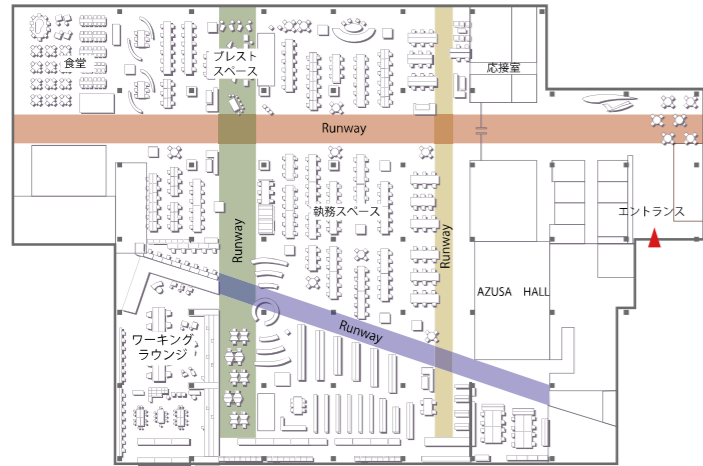 食堂
ブレスト
スペース
応接室
Runway
執務スペース
エントランス
Runway
Runway
AZUSA HALL
Runway
ワーキング
ラウンジ